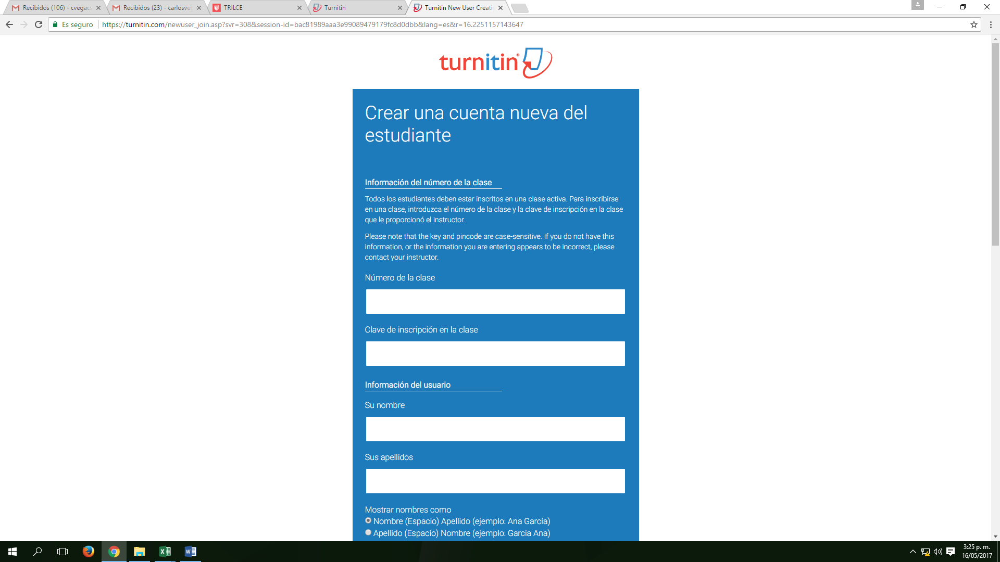 Recibidos (106) - cvegacs
Recibidos (23) - carlosveg
TRILCE
Turnitin
Turnitin New User Creati
Es seguro
https://turnitin.com/newuser_join.asp?svr=308&session-id=bac81989aaa3e99089479179fc8d0dbb&lang=es&r=16.2251157143647
turnitin®
Crear una cuenta nueva del
estudiante
Información del número de la clase
Todos los estudiantes deben estar inscritos en una clase activa. Para inscribirse
en una clase, introduzca el número de la clase y la clave de inscripción en la clase
que le proporcionó el instructor.
Please note that the key and pincode are case-sensitive. If you do not have this
information, or the information you are entering appears to be incorrect, please
contact your instructor.
Número de la clase
Clave de inscripción en la clase
Información del usuario
Su nombre
Sus apellidos
Mostrar nombres como
Nombre (Espacio) Apellido (ejemplo: Ana García)
Apellido (Espacio) Nombre (ejemplo: Garcia Ana)
3:25 p. m.
16/05/2017